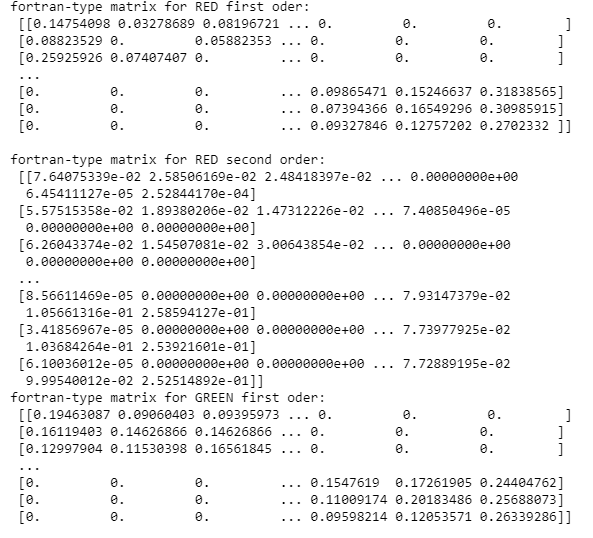 fortran-type matrix for RED first oder:
[[0.14754098 0.03278689 0.08196721 ... 0. 0. 0. ]
[0.08823529 0. 0.05882353 ... 0. 0. 0. ]
[0.25925926 0.07407407 0. ... 0. 0. 0. ]
...
[0. 0. 0. ... 0.09865471 0.15246637 0.31838565]
[0. 0. 0. ... 0.07394366 0.16549296 0.30985915]
[0. 0. 0. ... 0.09327846 0.12757202 0.2702332 ]]
fortran-type matrix for RED second order:
[[7.64075339e-02 2.58506169e-02 2.48418397e-02 ... 0.00000000e+00
6.45411127e-05 2.52844170e-04]
[5.57515358e-02 1.89380206e-02 1.47312226e-02 ... 7.40850496e-05
0.00000000e+00 0.00000000e+00]
[6.26043374e-02 1.54507081e-02 3.00643854e-02 ... 0.00000000e+00
0.00000000e+00 0.00000000e+00]
...
[8.56611469e-05 0.00000000e+00 0.00000000e+00 ... 7.93147379e-02
1.05661316e-01 2.58594127e-01]
[3.41856967e-05 0.00000000e+00 0.00000000e+00 ... 7.73977925e-02
1.03684264e-01 2.53921601e-01]
[6.10036012e-05 0.00000000e+00 0.00000000e+00 ... 7.72889195e-02
9.99540012e-02 2.52514892e-01]]
fortran-type matrix for GREEN first oder:
[[0.19463087 0.09060403 0.09395973 ... 0. 0. 0. ]
[0.16119403 0.14626866 0.14626866 ... 0. 0. 0. ]
[0.12997904 0.11530398 0.16561845 ... 0. 0. 0. ]
...
[0. 0. 0. ... 0.1547619 0.17261905 0.24404762]
[0. 0. 0. ... 0.11009174 0.20183486 0.25688073]
[0. 0. 0. ... 0.09598214 0.12053571 0.26339286]]